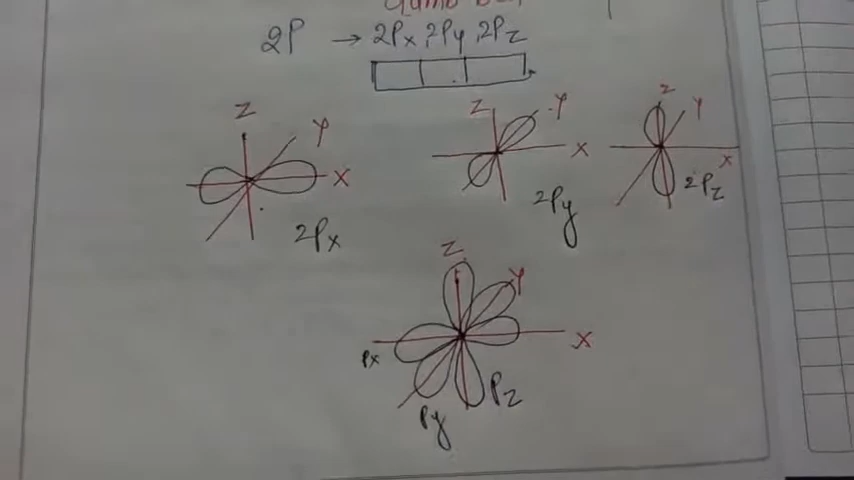 2P → 2Px, 2Py, 2Pz
Z Y X
2Px
Z Y X
2Py
Z Y X
2Pz
Z Y X
Px
Py
Pz